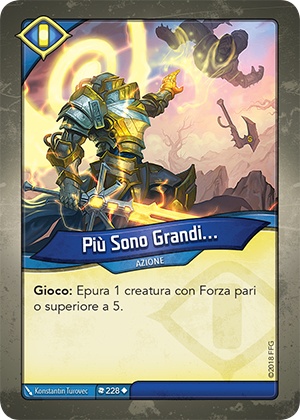 Più Sono Grandi...
AZIONE
Gioco: Epura 1 creatura con Forza pari
o superiore a 5.
Konstantin Turovec
228
©2018 FFG